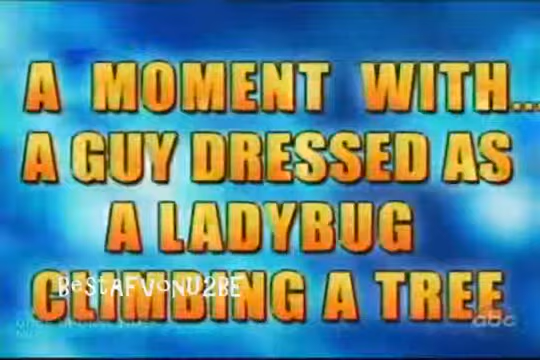 A MOMENT WITH...
A GUY DRESSED AS
A LADYBUG
CLIMBING A TREE
BeStAFVoNU2BE
abc